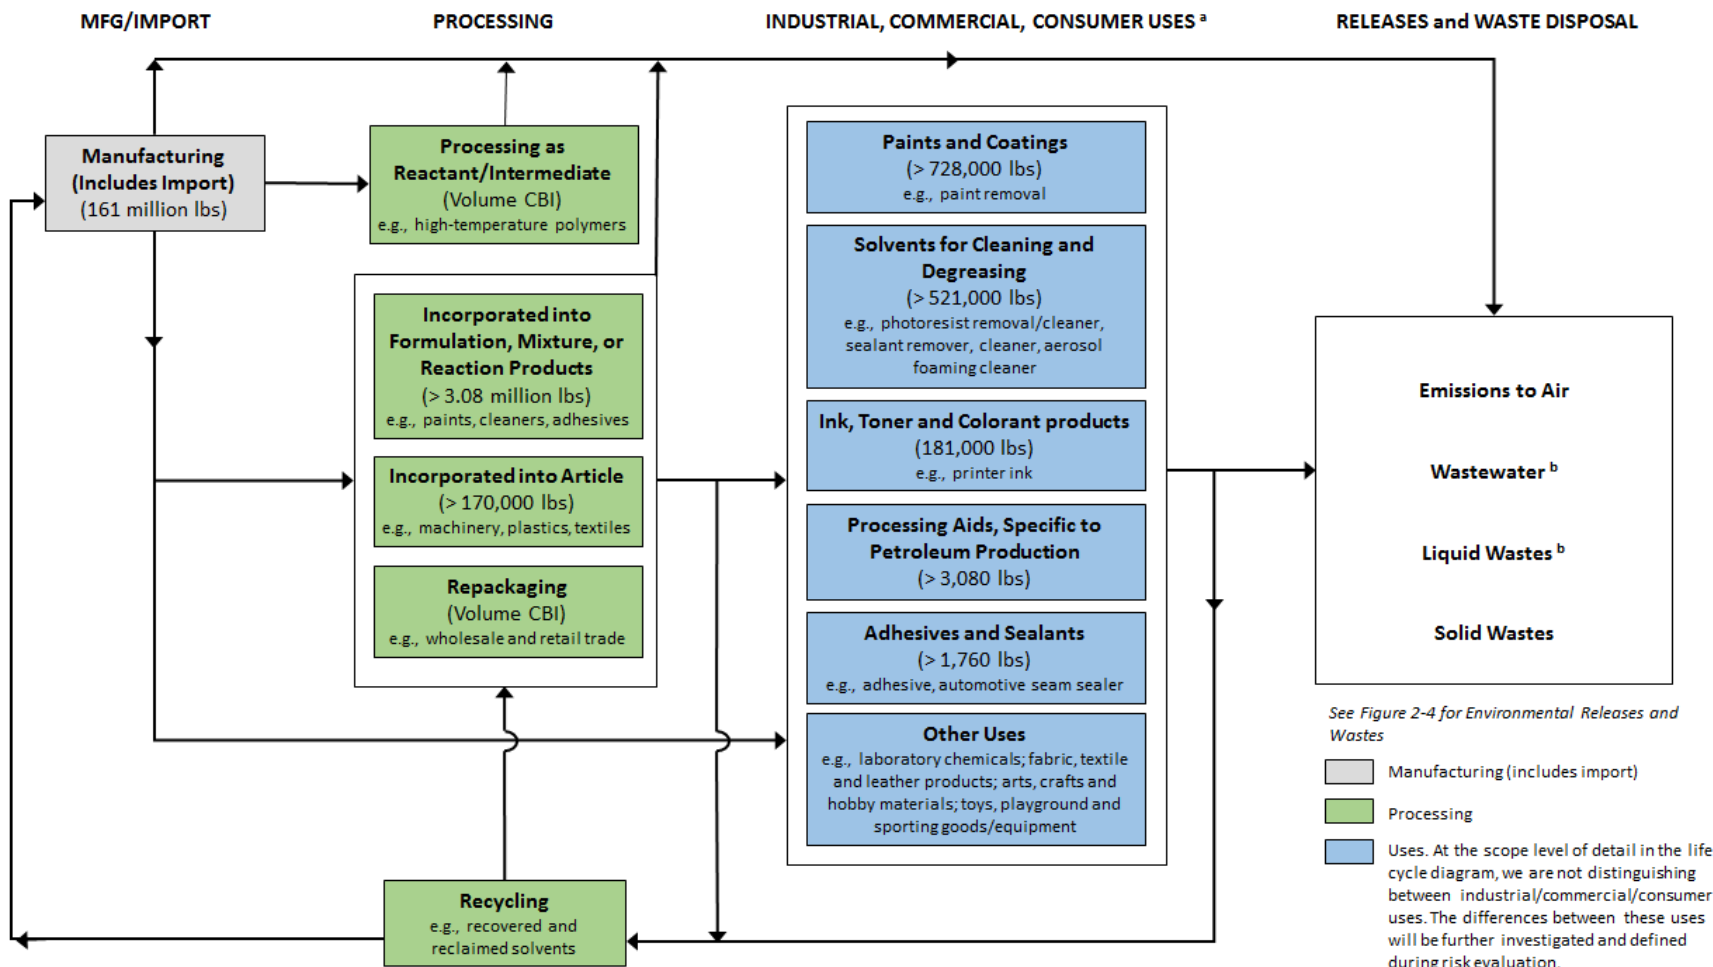 MFG/IMPORT
PROCESSING
INDUSTRIAL, COMMERCIAL, CONSUMER USES a
RELEASES and WASTE DISPOSAL
Manufacturing
(Includes Import)
(161 million lbs)
Processing as
Reactant/Intermediate
(Volume CBI)
e.g., high-temperature polymers
Incorporated into
Formulation, Mixture, or
Reaction Products
(> 3.08 million lbs)
e.g., paints, cleaners, adhesives
Incorporated into Article
(> 170,000 lbs)
e.g., machinery, plastics, textiles
Repackaging
(Volume CBI)
e.g., wholesale and retail trade
Recycling
e.g., recovered and
reclaimed solvents
Paints and Coatings
(> 728,000 lbs)
e.g., paint removal
Solvents for Cleaning and
Degreasing
(> 521,000 lbs)
e.g., photoresist removal/cleaner,
sealant remover, cleaner, aerosol
foaming cleaner
Ink, Toner and Colorant products
(181,000 lbs)
e.g., printer ink
Processing Aids, Specific to
Petroleum Production
(> 3,080 lbs)
Adhesives and Sealants
(> 1,760 lbs)
e.g., adhesive, automotive seam sealer
Other Uses
e.g., laboratory chemicals; fabric, textile
and leather products; arts, crafts and
hobby materials; toys, playground and
sporting goods/equipment
Emissions to Air
Wastewater b
Liquid Wastes b
Solid Wastes
See Figure 2-4 for Environmental Releases and
Wastes
Manufacturing (includes import)
Processing
Uses. At the scope level of detail in the life
cycle diagram, we are not distinguishing
between industrial/commercial/consumer
uses. The differences between these uses
will be further investigated and defined
during risk evaluation.